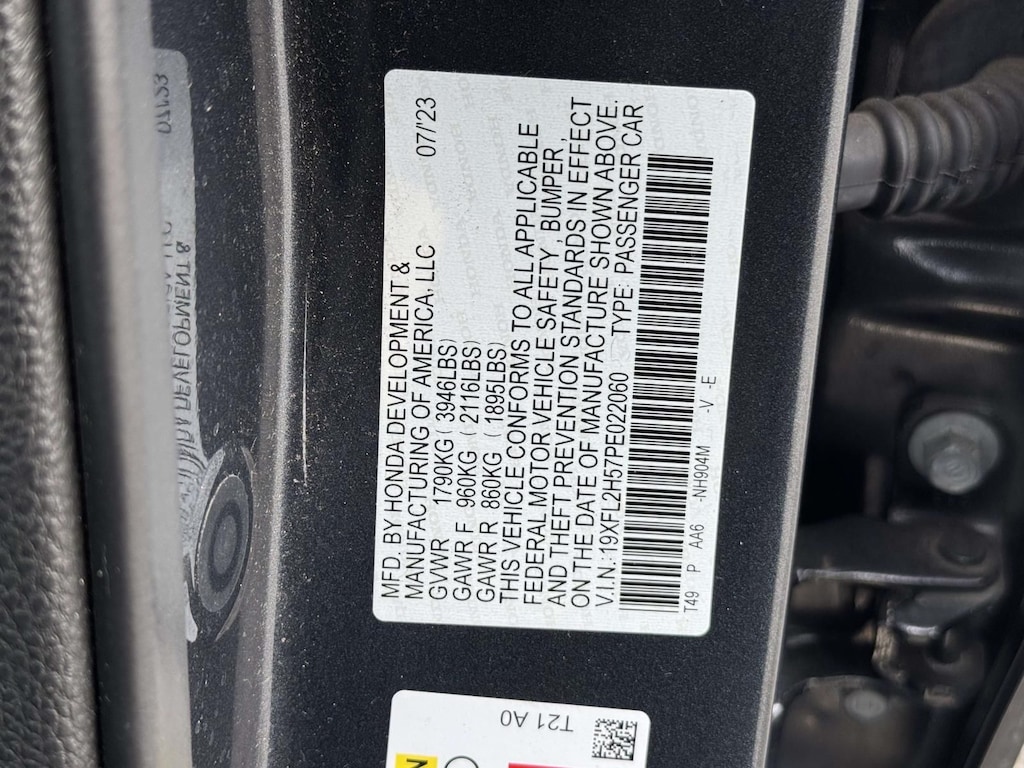 MFD. BY HONDA DEVELOPMENT &
MANUFACTURING OF AMERICA, LLC 07/'23
GVWR 1790KG ( 3946LBS)
GAWR F 960KG ( 2116LBS)
GAWR R 860KG ( 1895LBS)
THIS VEHICLE CONFORMS TO ALL APPLICABLE
FEDERAL MOTOR VEHICLE SAFETY, BUMPER,
AND THEFT PREVENTION STANDARDS IN EFFECT
ON THE DATE OF MANUFACTURE SHOWN ABOVE.
V.I.N.:19XFL2H57PE022060 TYPE: PASSENGER CAR
T49 P AA6 -NH904M -V -E
T21 A0